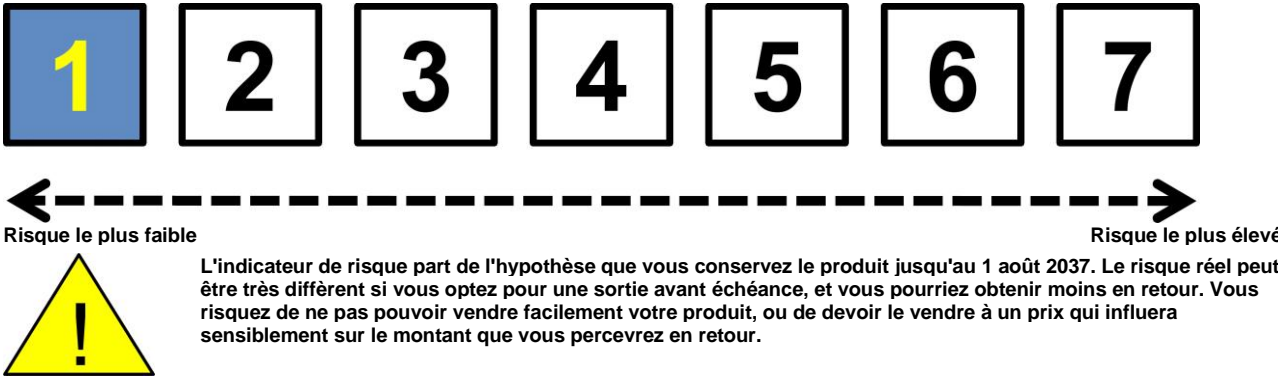 1 2 3 4 5 6 7
Risque le plus faible Risque le plus élevé
L'indicateur de risque part de l'hypothèse que vous conservez le produit jusqu'au 1 août 2037. Le risque réel peut
être très diffèrent si vous optez pour une sortie avant échéance, et vous pourriez obtenir moins en retour. Vous
risquez de ne pas pouvoir vendre facilement votre produit, ou de devoir le vendre à un prix qui influera
sensiblement sur le montant que vous percevrez en retour.
!